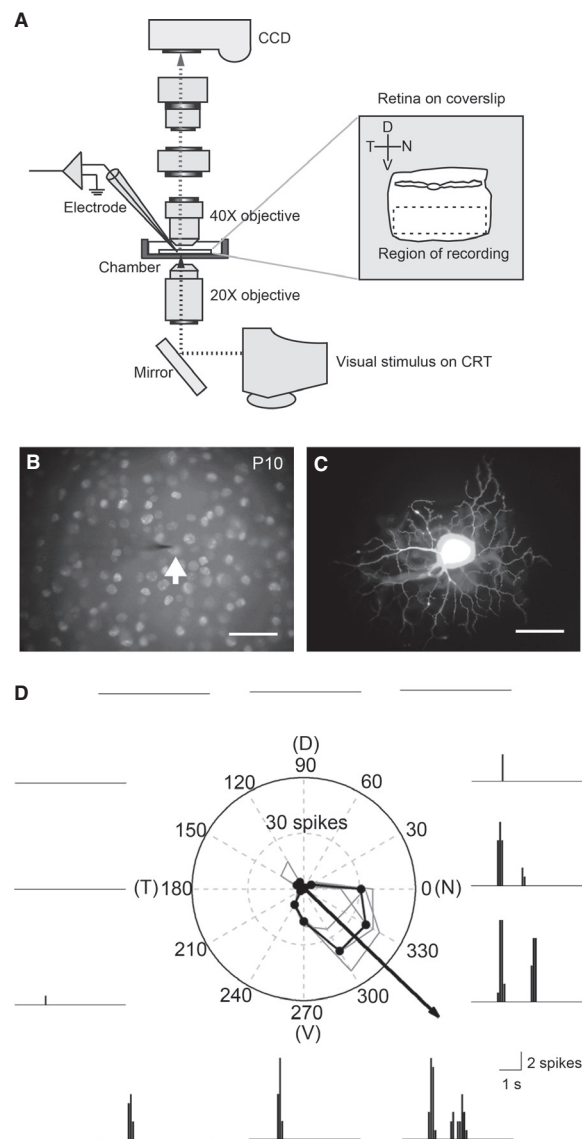 A
CCD
Retina on coverslip
D
T N
V
Electrode
40X objective
Region of recording
Chamber
20X objective
Mirror
Visual stimulus on CRT
B
P10
C
D
(D)
90
120
60
150
30 spikes
30
(T) 180
0 (N)
210
330
240
300
270
(V)
2 spikes
1 s